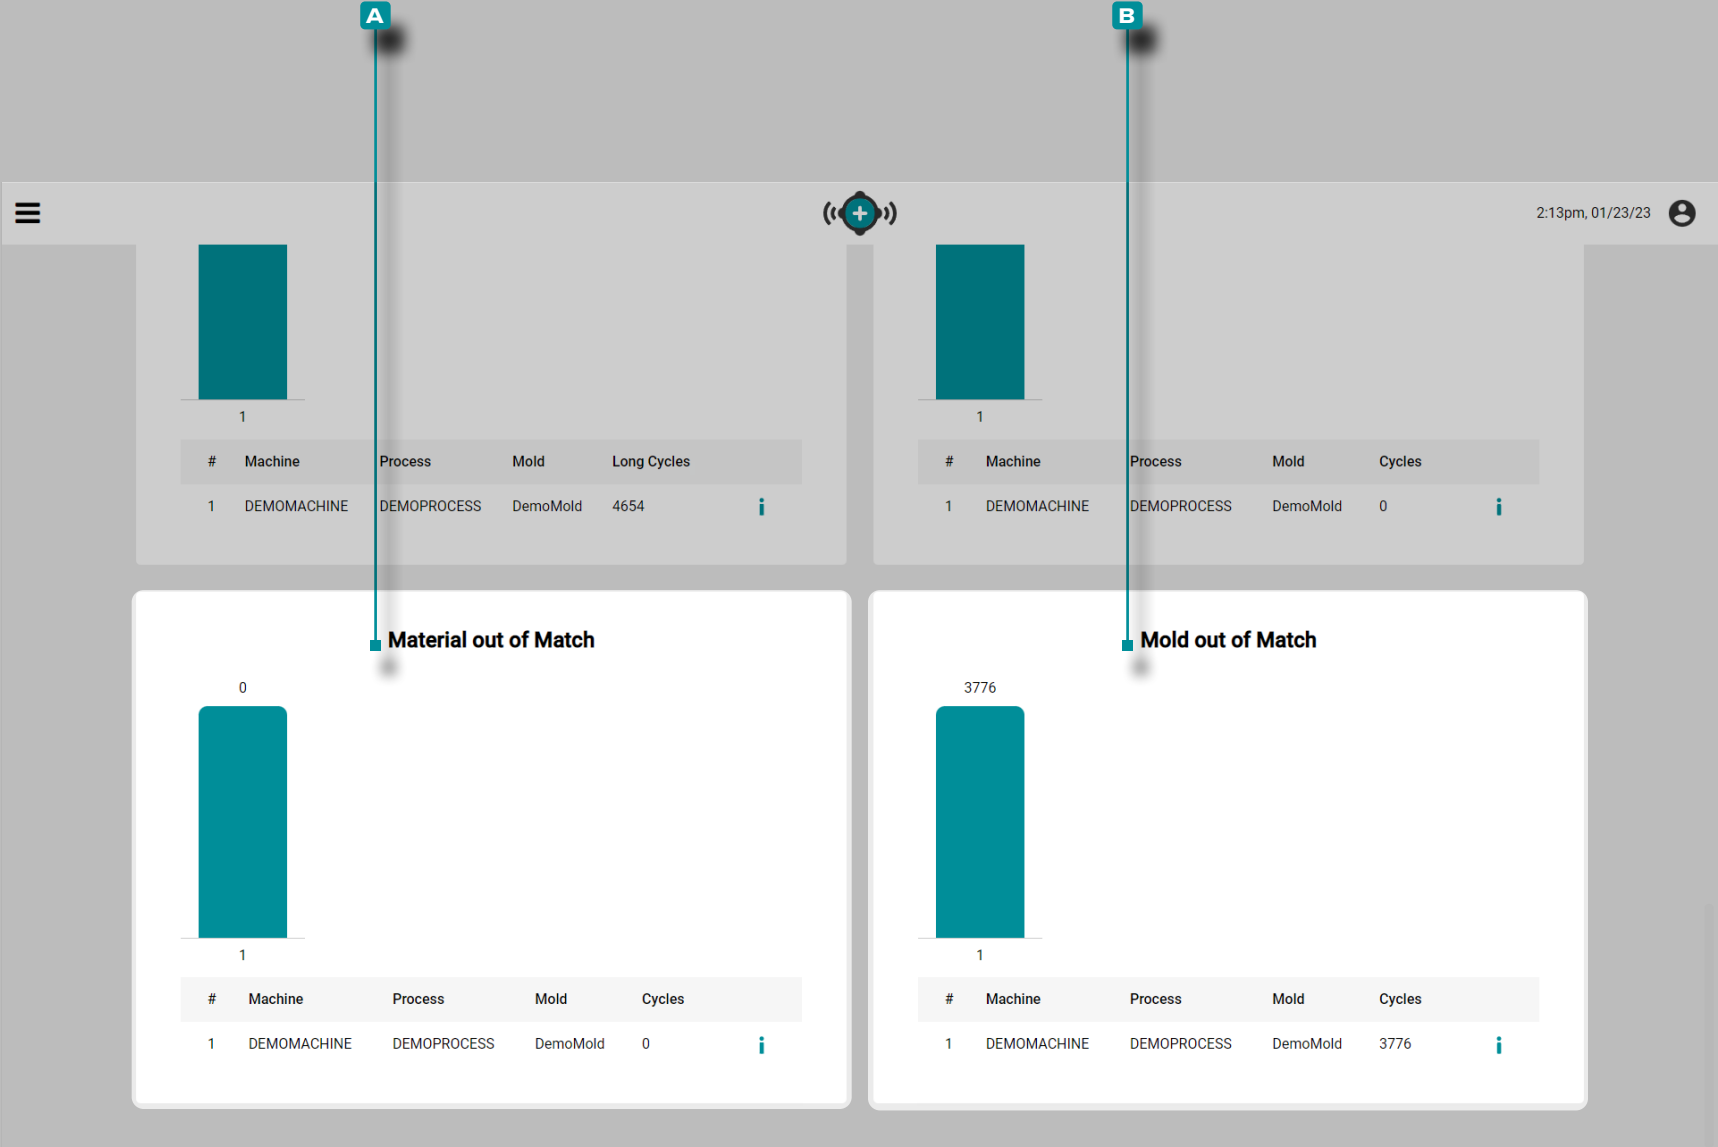 A
B
2:13pm, 01/23/23
1
# Machine Process Mold Long Cycles
1 DEMOMACHINE DEMOPROCESS DemoMold 4654
1
# Machine Process Mold Cycles
1 DEMOMACHINE DEMOPROCESS DemoMold 0
Material out of Match
0
1
# Machine Process Mold Cycles
1 DEMOMACHINE DEMOPROCESS DemoMold 0
Mold out of Match
3776
1
# Machine Process Mold Cycles
1 DEMOMACHINE DEMOPROCESS DemoMold 3776